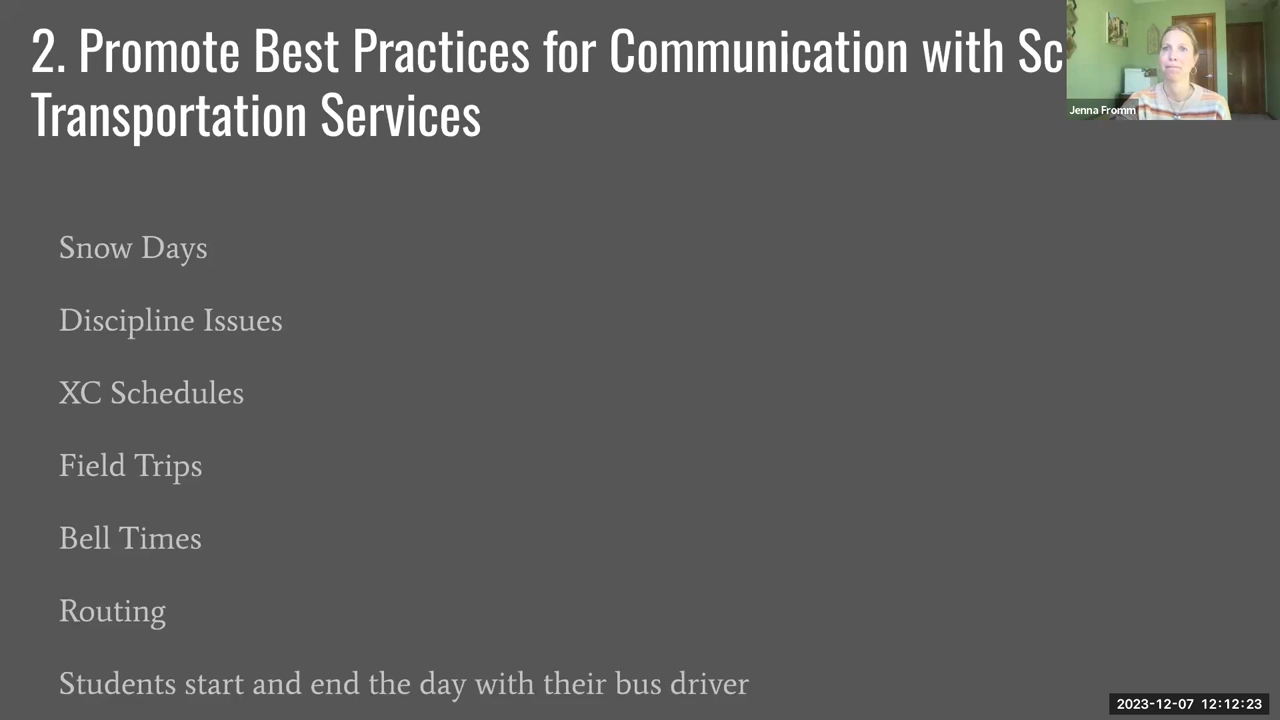 2. Promote Best Practices for Communication with Sc
Transportation Services
Jenna Fromm
Snow Days
Discipline Issues
XC Schedules
Field Trips
Bell Times
Routing
Students start and end the day with their bus driver
2023-12-07 12:12:23